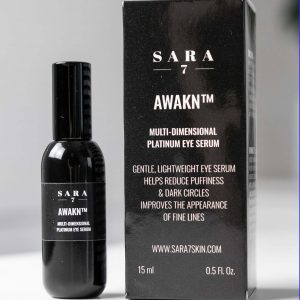 SARA
7
AWAKN™
MULTI-DIMENSIONAL
PLATINUM EYE SERUM
SARA
7
AWAKN™
MULTI-DIMENSIONAL
PLATINUM EYE SERUM
GENTLE, LIGHTWEIGHT EYE SERUM
HELPS REDUCE PUFFINESS
& DARK CIRCLES
IMPROVES THE APPEARANCE
OF FINE LINES
WWW.SARA7SKIN.COM
15 ml 0.5 Fl. Oz.